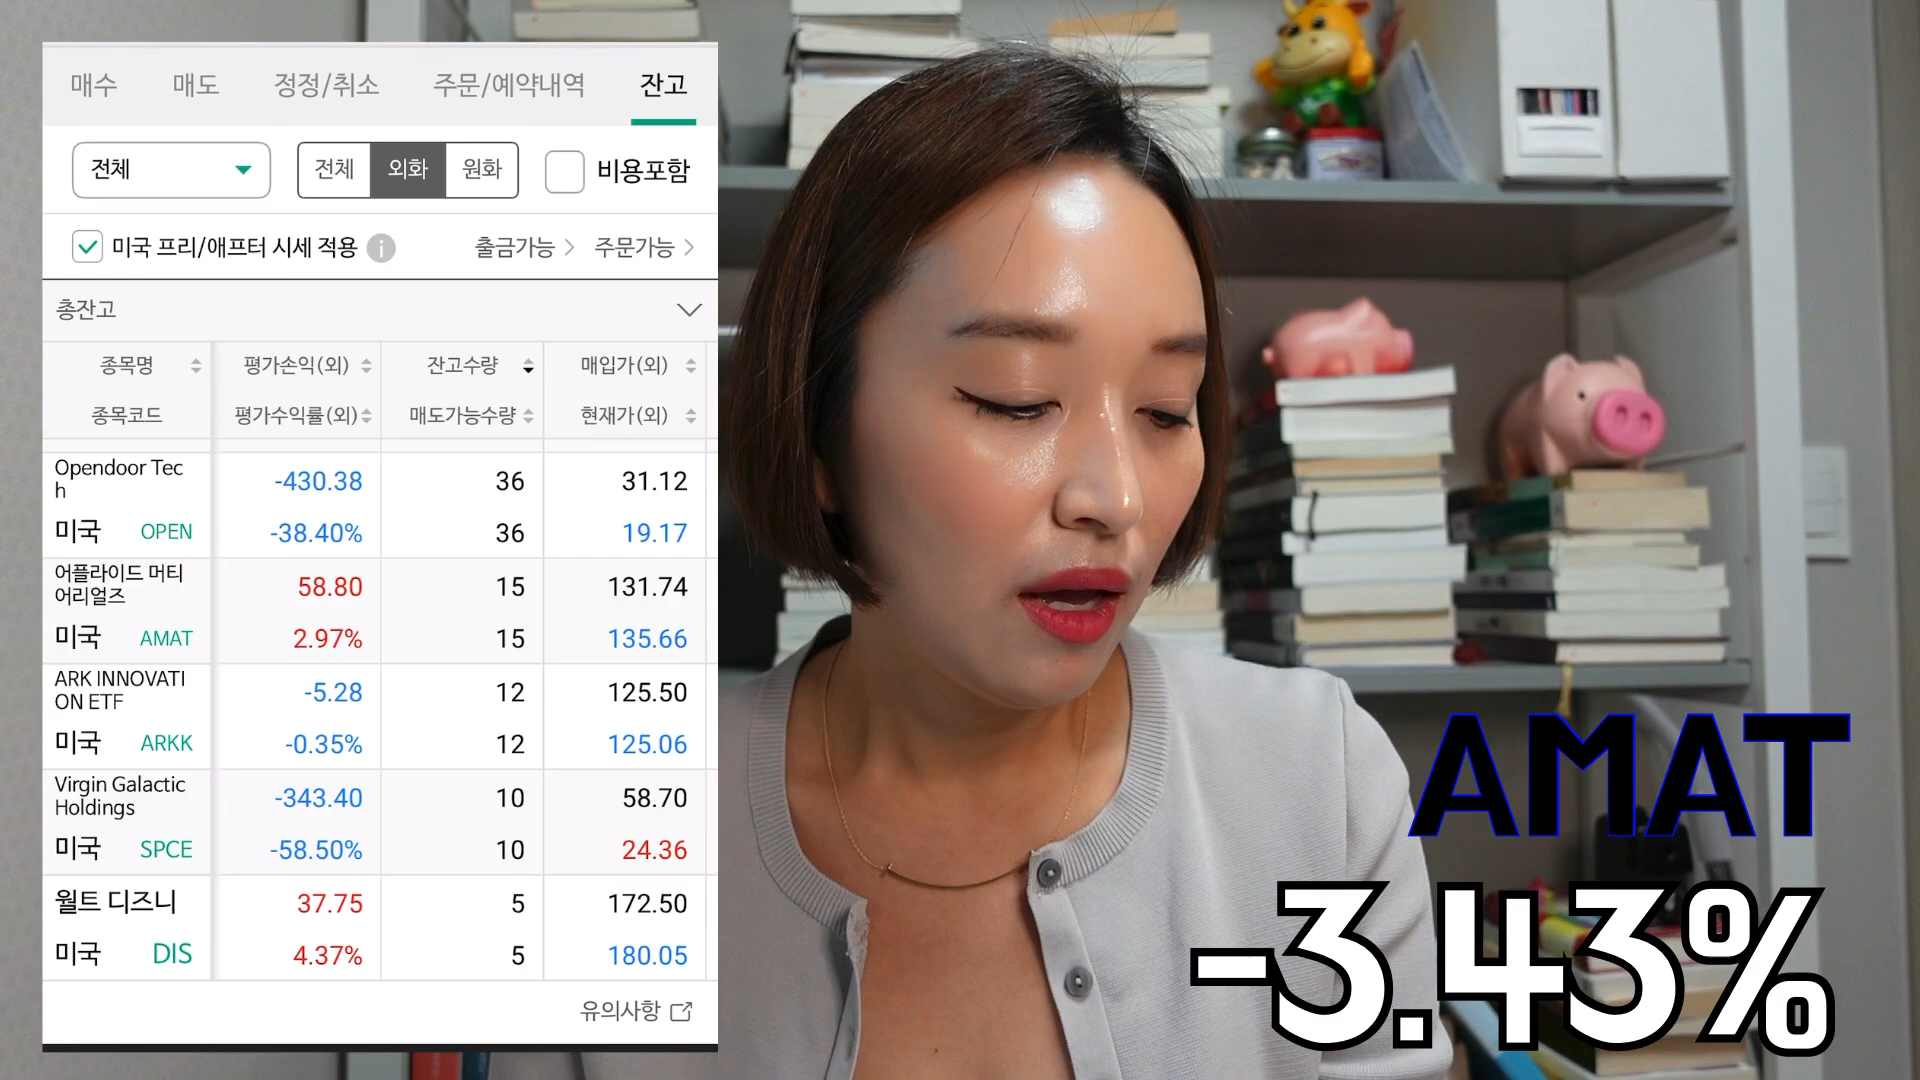 매수 매도 정정/취소 주문/예약내역 잔고
전체 전체 외화 원화 비용포함
미국 프리/애프터 시세 적용 i 출금가능 주문가능
총잔고
종목명 평가손익(외) 잔고수량 매입가(외)
종목코드 평가수익률(외) 매도가능수량 현재가(외)
Opendoor Tec
h
-430.38 36 31.12
미국 OPEN -38.40% 36 19.17
어플라이드 머티
어리얼즈
58.80 15 131.74
미국 AMAT 2.97% 15 135.66
ARK INNOVATI
ON ETF
-5.28 12 125.50
미국 ARKK -0.35% 12 125.06
Virgin Galactic
Holdings
-343.40 10 58.70
미국 SPCE -58.50% 10 24.36
월트 디즈니 37.75 5 172.50
미국 DIS 4.37% 5 180.05
유의사항
AMAT
-3.43%